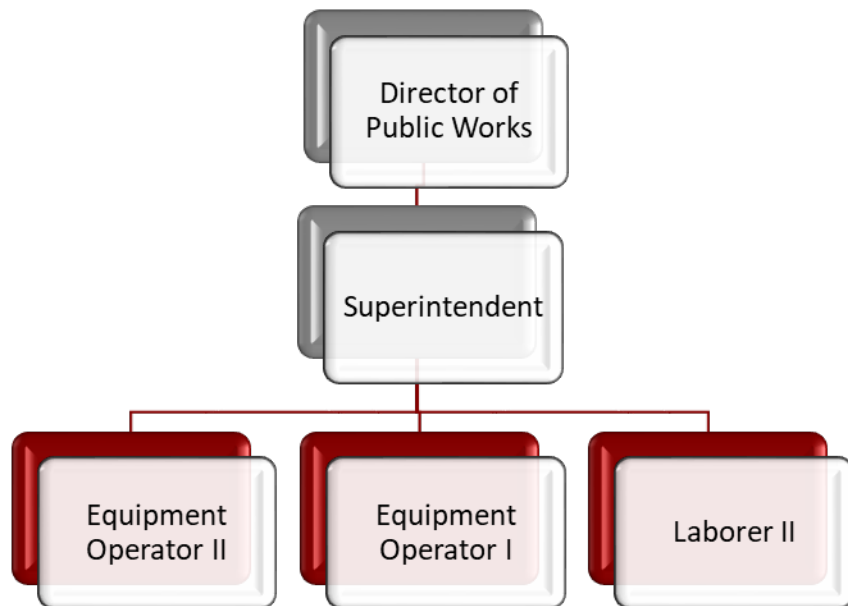 Director of
Public Works
Superintendent
Equipment
Operator II
Equipment
Operator I
Laborer II